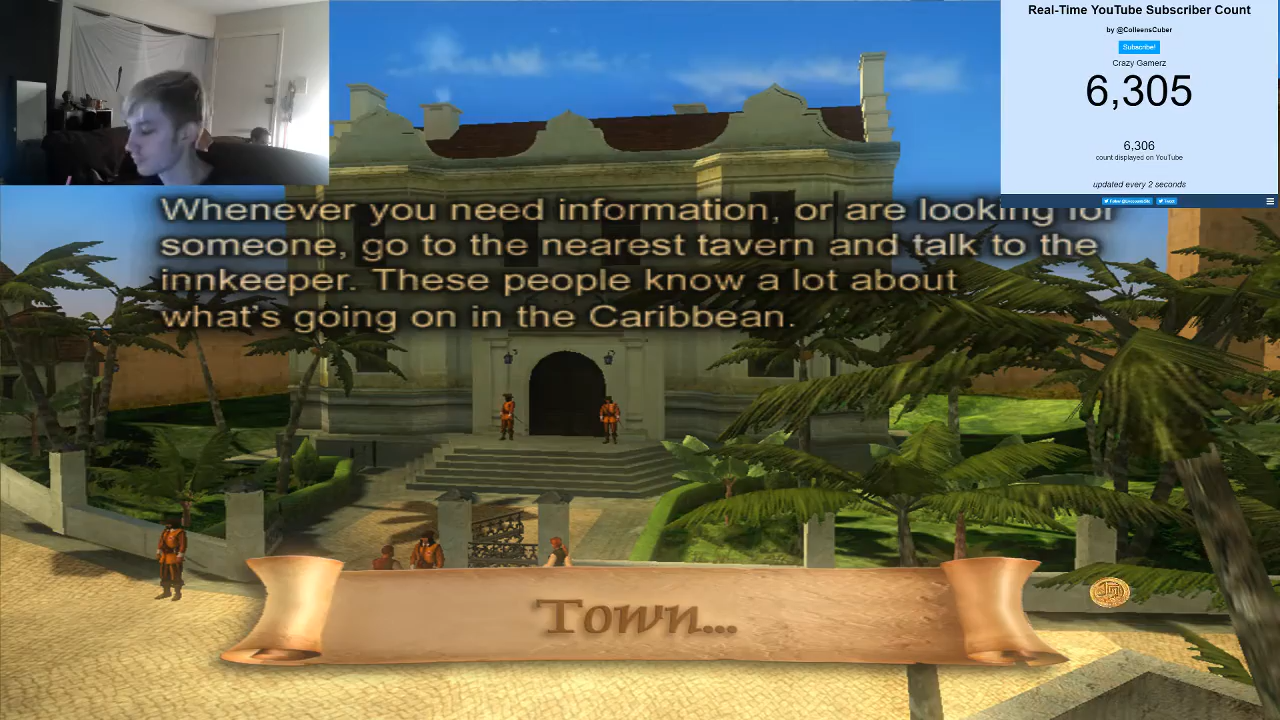 Real-Time YouTube Subscriber Count
by @ColleensCuber
Subscribe!
Crazy Gamerz
6,305
6,306
count displayed on YouTube
updated every 2 seconds
Tweet
Whenever you need information, or are looking for
someone, go to the nearest tavern and talk to the
innkeeper. These people know a lot about
what's going on in the Caribbean.
Town...